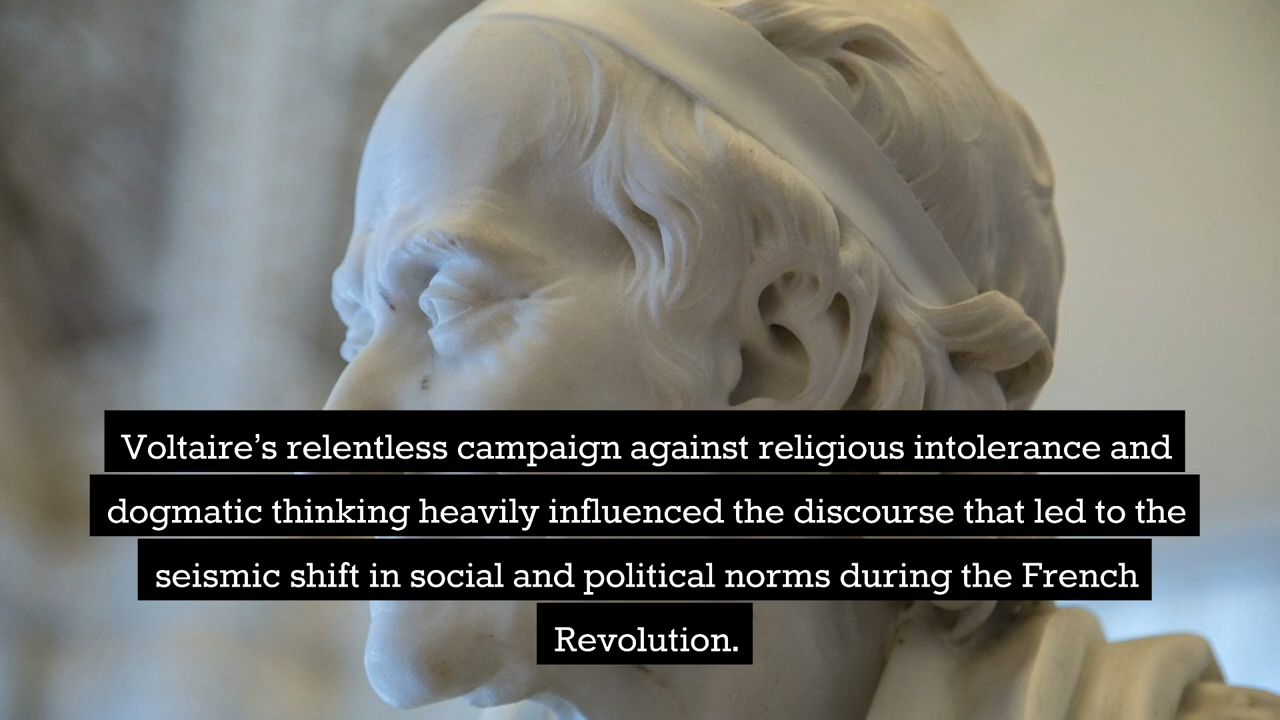 Voltaire’s relentless campaign against religious intolerance and
dogmatic thinking heavily influenced the discourse that led to the
seismic shift in social and political norms during the French
Revolution.